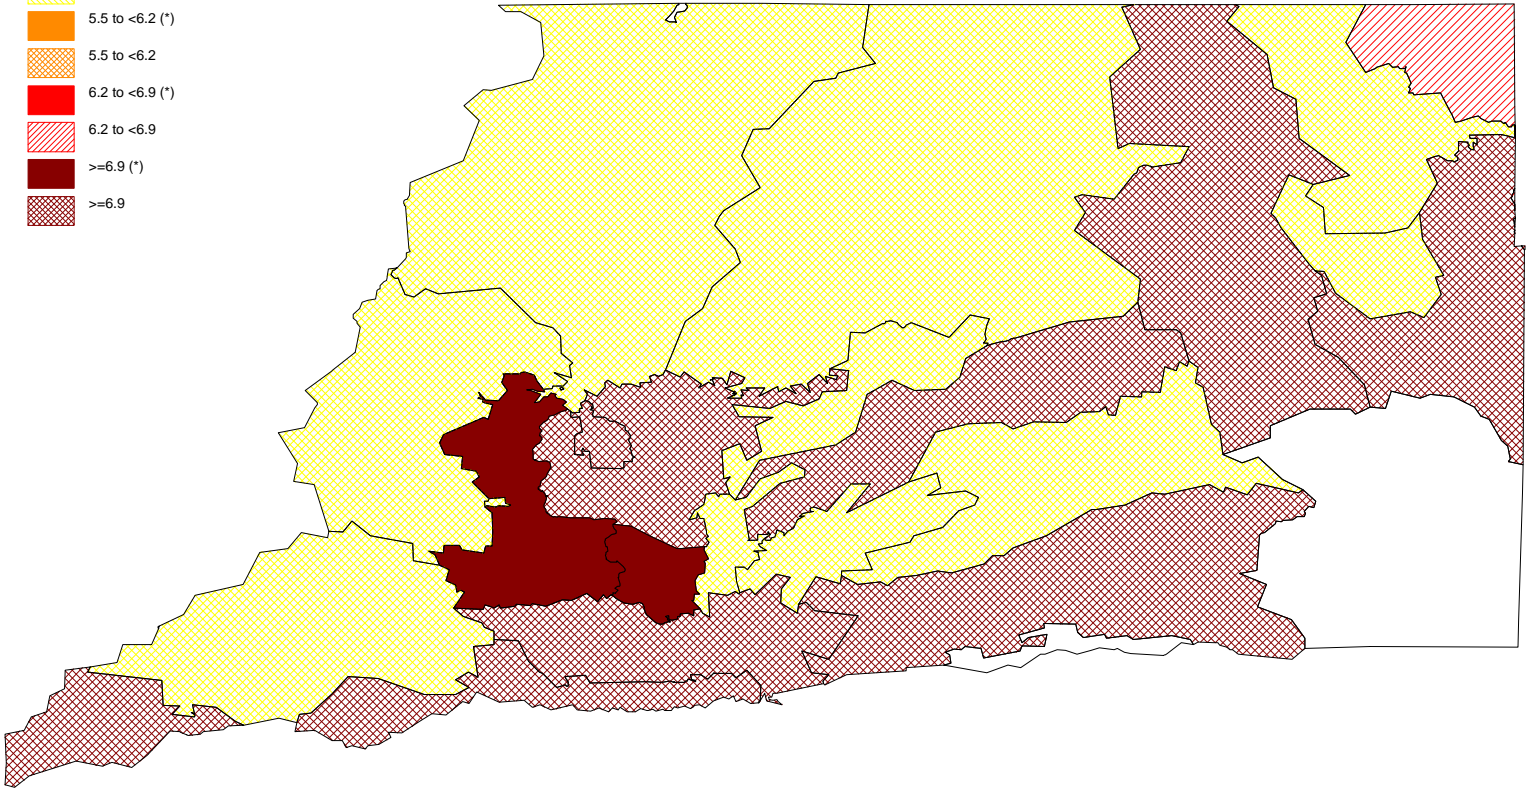 5.5 to <6.2 (*)
5.5 to <6.2
6.2 to <6.9 (*)
6.2 to <6.9
>=6.9 (*)
>=6.9